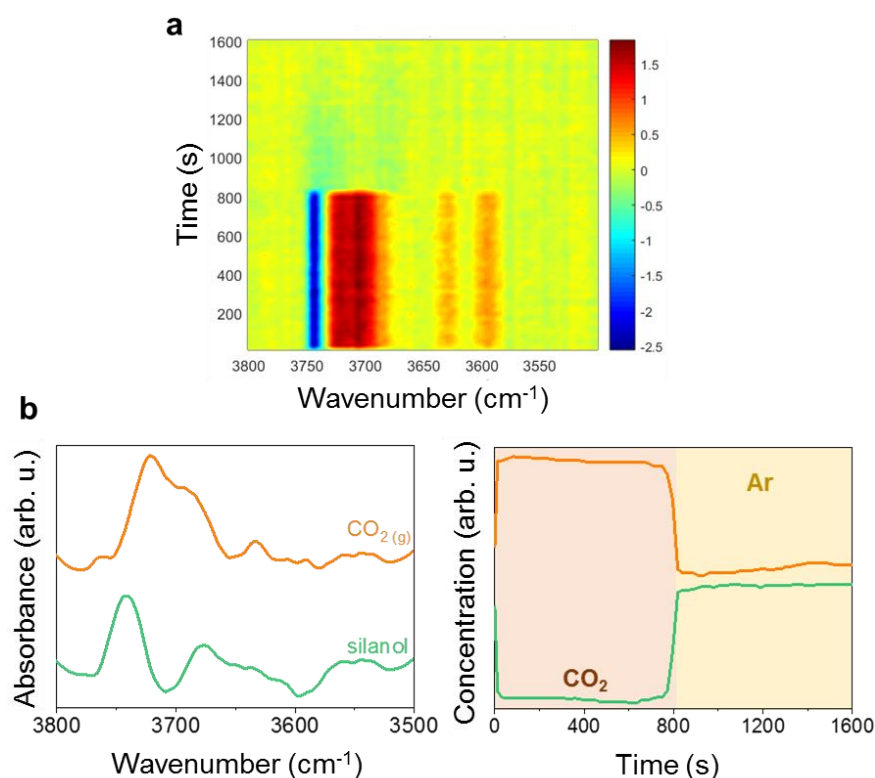 a
Time (s)
1600
1400
1200
1000
800
600
400
200
3800 3750 3700 3650 3600 3550
Wavenumber (cm-1)
1.5
1
0.5
0
-0.5
-1
-1.5
-2
-2.5
b
Absorbance (arb. u.)
CO2 (g)
silanol
3800 3700 3600 3500
Wavenumber (cm-1)
Concentration (arb. u.)
Ar
CO2
0 400 800 1200 1600
Time (s)